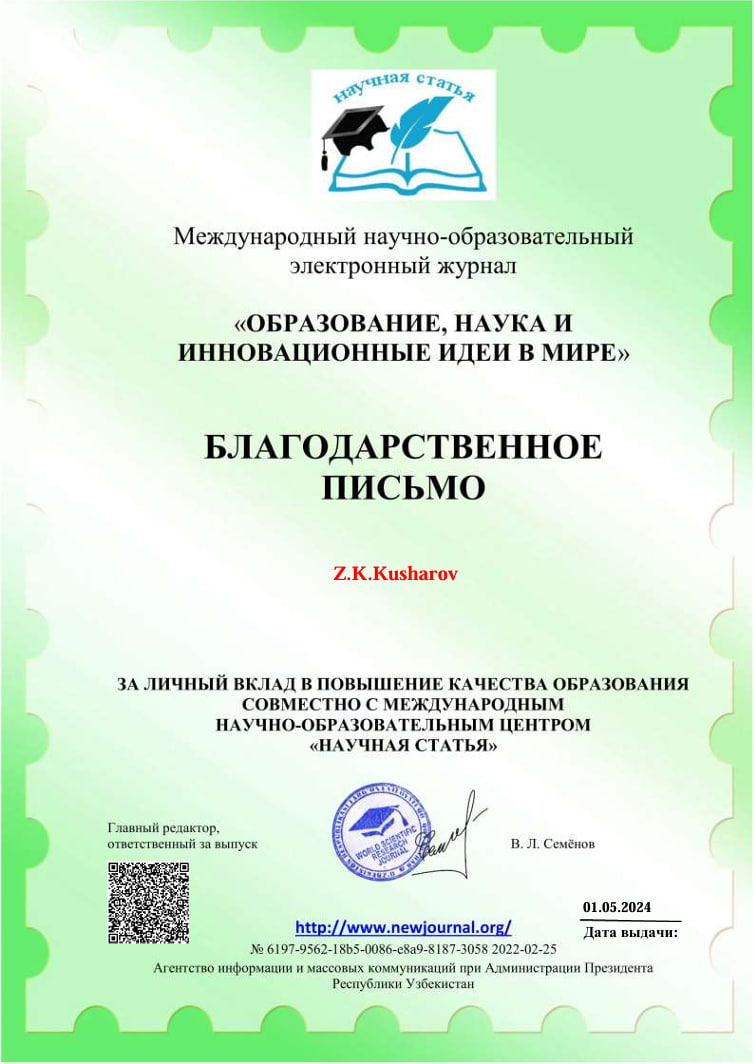 научная статья
Международный научно-образовательный
электронный журнал
«ОБРАЗОВАНИЕ, НАУКА И
ИННОВАЦИОННЫЕ ИДЕИ В МИРЕ»
БЛАГОДАРСТВЕННОЕ
ПИСЬМО
Z.K.Kusharov
ЗА ЛИЧНЫЙ ВКЛАД В ПОВЫШЕНИЕ КАЧЕСТВА ОБРАЗОВАНИЯ
СОВМЕСТНО С МЕЖДУНАРОДНЫМ
НАУЧНО-ОБРАЗОВАТЕЛЬНЫМ ЦЕНТРОМ
«НАУЧНАЯ СТАТЬЯ»
Главный редактор,
ответственный за выпуск
WORLD SCIENTIFIC
RESEARCH
JOURNAL
В. Л. Семёнов
01.05.2024
Дата выдачи:
http://www.newjournal.org/
№ 6197-9562-18b5-0086-e8a9-8187-3058 2022-02-25
Агентство информации и массовых коммуникаций при Администрации Президента
Республики Узбекистан